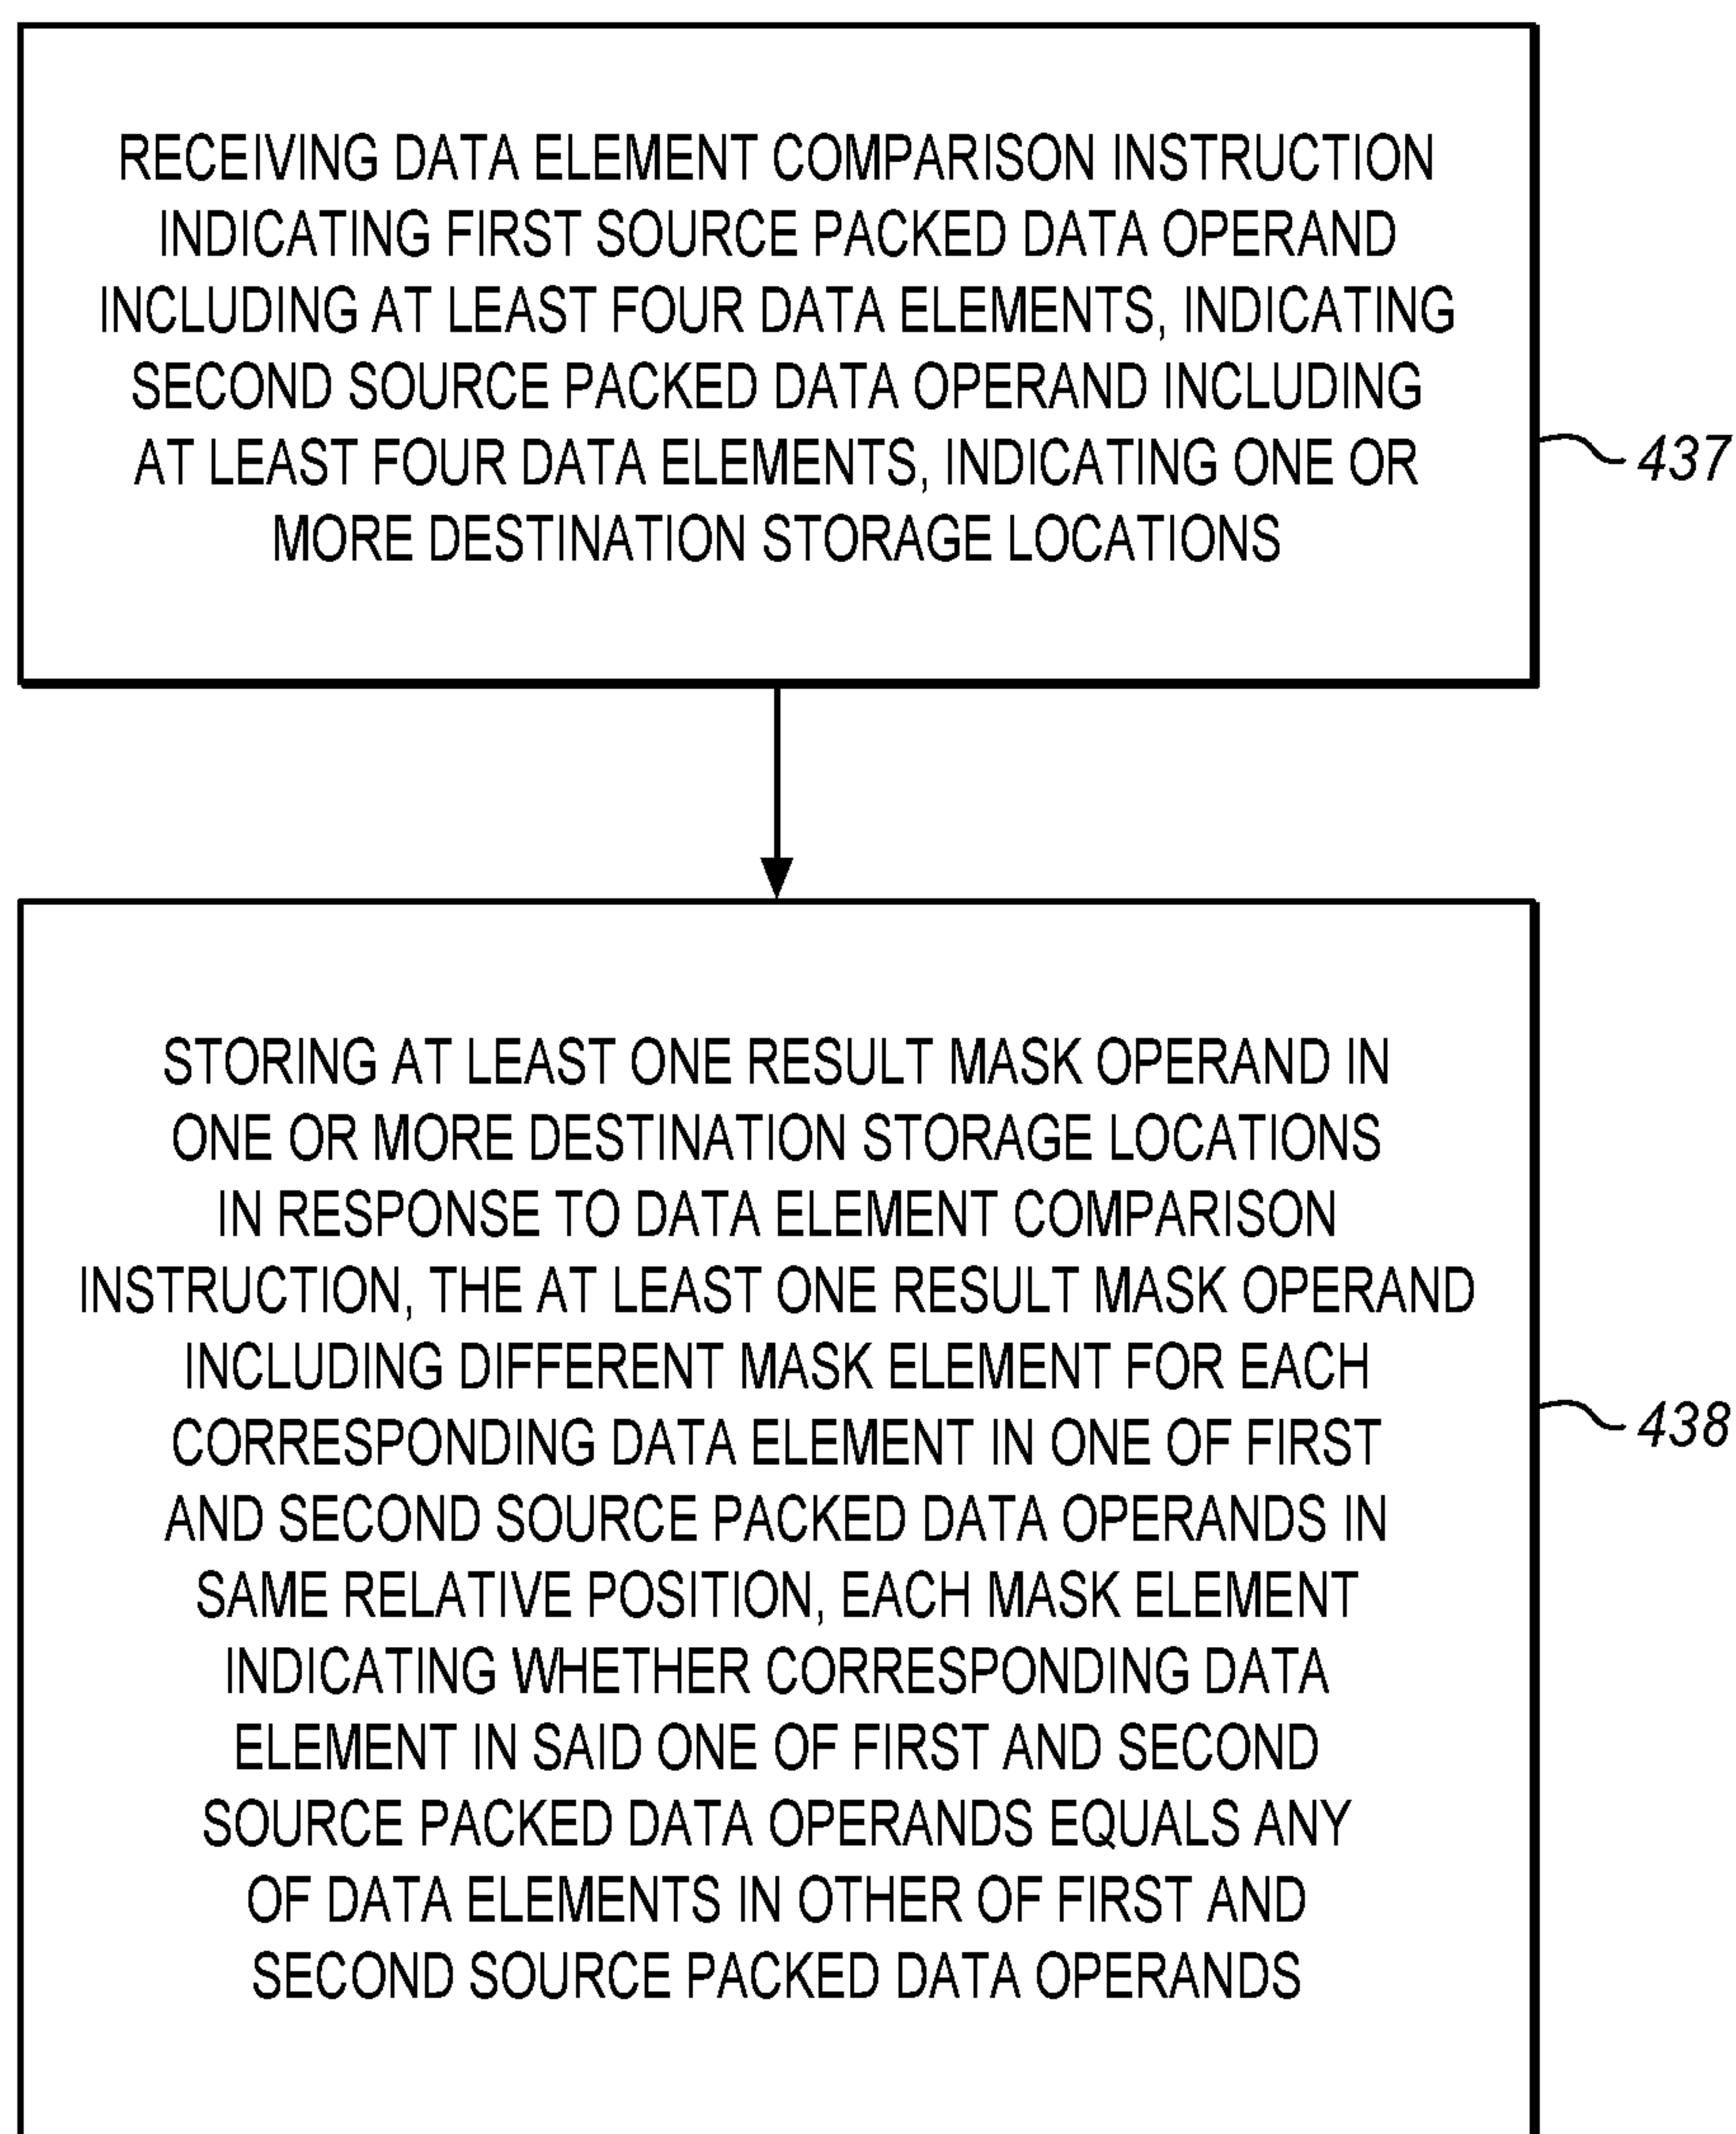 RECEIVING DATA ELEMENT COMPARISON INSTRUCTION
INDICATING FIRST SOURCE PACKED DATA OPERAND
INCLUDING AT LEAST FOUR DATA ELEMENTS, INDICATING
SECOND SOURCE PACKED DATA OPERAND INCLUDING
AT LEAST FOUR DATA ELEMENTS, INDICATING ONE OR
MORE DESTINATION STORAGE LOCATIONS
437
STORING AT LEAST ONE RESULT MASK OPERAND IN
ONE OR MORE DESTINATION STORAGE LOCATIONS
IN RESPONSE TO DATA ELEMENT COMPARISON
INSTRUCTION, THE AT LEAST ONE RESULT MASK OPERAND
INCLUDING DIFFERENT MASK ELEMENT FOR EACH
CORRESPONDING DATA ELEMENT IN ONE OF FIRST
AND SECOND SOURCE PACKED DATA OPERANDS IN
SAME RELATIVE POSITION, EACH MASK ELEMENT
INDICATING WHETHER CORRESPONDING DATA
ELEMENT IN SAID ONE OF FIRST AND SECOND
SOURCE PACKED DATA OPERANDS EQUALS ANY
OF DATA ELEMENTS IN OTHER OF FIRST AND
SECOND SOURCE PACKED DATA OPERANDS
438